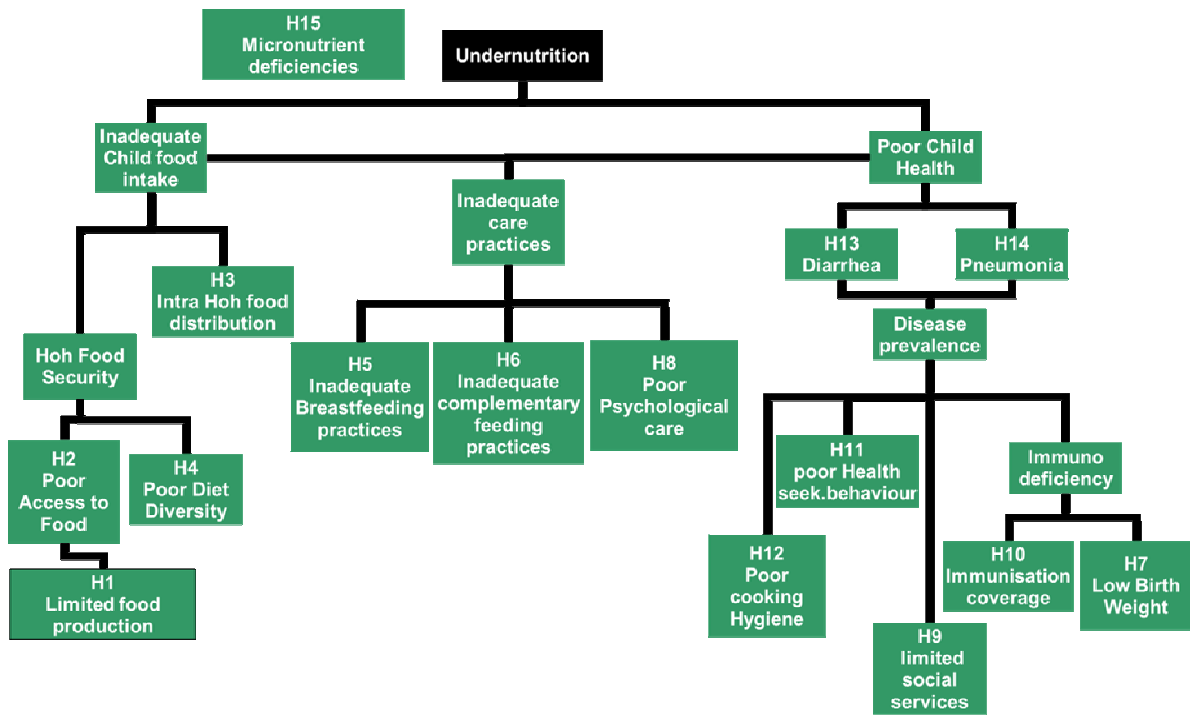 H15
Micronutrient
deficiencies
Undernutrition
Inadequate
Child food
intake
Poor Child
Health
Inadequate
care
practices
H13
Diarrhea
H14
Pneumonia
H3
Intra Hoh food
distribution
Disease
prevalence
Hoh Food
Security
H5
Inadequate
Breastfeeding
practices
H6
Inadequate
complementary
feeding
practices
H8
Poor
Psychological
care
H2
Poor
Access to
Food
H4
Poor Diet
Diversity
H11
poor Health
seek.behaviour
Immuno
deficiency
H12
Poor
cooking
Hygiene
H10
Immunisation
coverage
H7
Low Birth
Weight
H1
Limited food
production
H9
limited
social
services